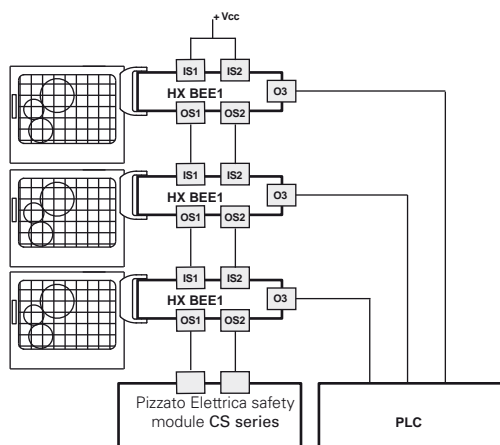 + Vcc
IS1 IS2
HX BEE1 O3
OS1 OS2
IS1 IS2
HX BEE1 O3
OS1 OS2
IS1 IS2
HX BEE1 O3
OS1 OS2
Pizzato Elettrica safety
module CS series
PLC